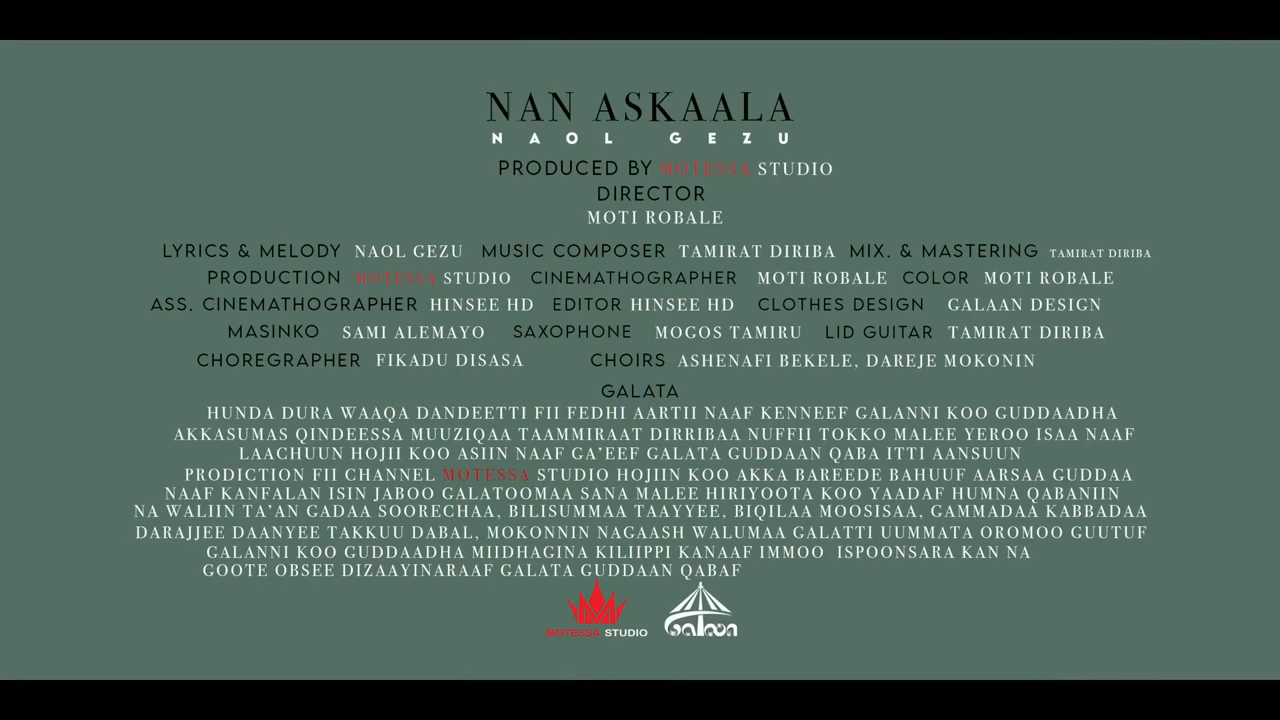 NAN ASKAALA
NAOL GEZU
PRODUCED BY MOTESSA STUDIO
DIRECTOR
MOTI ROBALE
LYRICS & MELODY NAOL GEZU MUSIC COMPOSER TAMIRAT DIRIBA MIX. & MASTERING TAMIRAT DIRIBA
PRODUCTION MOTESSA STUDIO CINEMATHOGRAPHER MOTI ROBALE COLOR MOTI ROBALE
ASS. CINEMATHOGRAPHER HINSEE HD EDITOR HINSEE HD CLOTHES DESIGN GALAAN DESIGN
MASINKO SAMI ALEMAYO SAXOPHONE MOGOS TAMIRU LID GUITAR TAMIRAT DIRIBA
CHOREGRAPHER FIKADU DISASA CHOIRS ASHENAFI BEKELE, DAREJE MOKONIN
GALATA
HUNDA DURA WAAQA DANDEETTI FII FEDHI AARTII NAAF KENNEEF GALANNI KOO GUDDAADHA
AKKASUMAS QINDEESSA MUUZIQAA TAAMMIRAAT DIRRIBAA NUFFII TOKKO MALEE YEROO ISAA NAAF
LAACHUUN HOJII KOO ASIIN NAAF GA'EEF GALATA GUDDAAN QABA ITTI AANSUUN
PRODICTION FII CHANNEL MOTESSA STUDIO HOJIIN KOO AKKA BAREEDE BAHUUF AARSAA GUDDAA
NAAF KANFALAN ISIN JABOO GALATOOMAA SANA MALEE HIRIYOOTA KOO YAADAF HUMNA QABANIIN
NA WALIIN TA'AN GADAA SOORECHAA, BILISUMMAA TAAYYEE, BIQILAA MOOSISAA, GAMMADAA KABBADAA
DARAJJEE DAANYEE TAKKUU DABAL, MOKONNIN NAGAASH WALUMAA GALATTI UUMMATA OROMOO GUUTUF
GALANNI KOO GUDDAADHA MIIDHAGINA KILIIPPI KANAAF IMMOO ISPOONSARA KAN NA
GOOTE OBSEE DIZAAYINARAAF GALATA GUDDAAN QABAF
MOTESSA STUDIO
Galaan